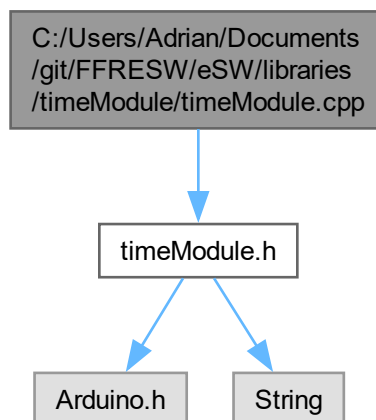 C:/Users/Adrian/Documents
/git/FFRESW/eSW/libraries
/timeModule/timeModule.cpp
timeModule.h
Arduino.h
String